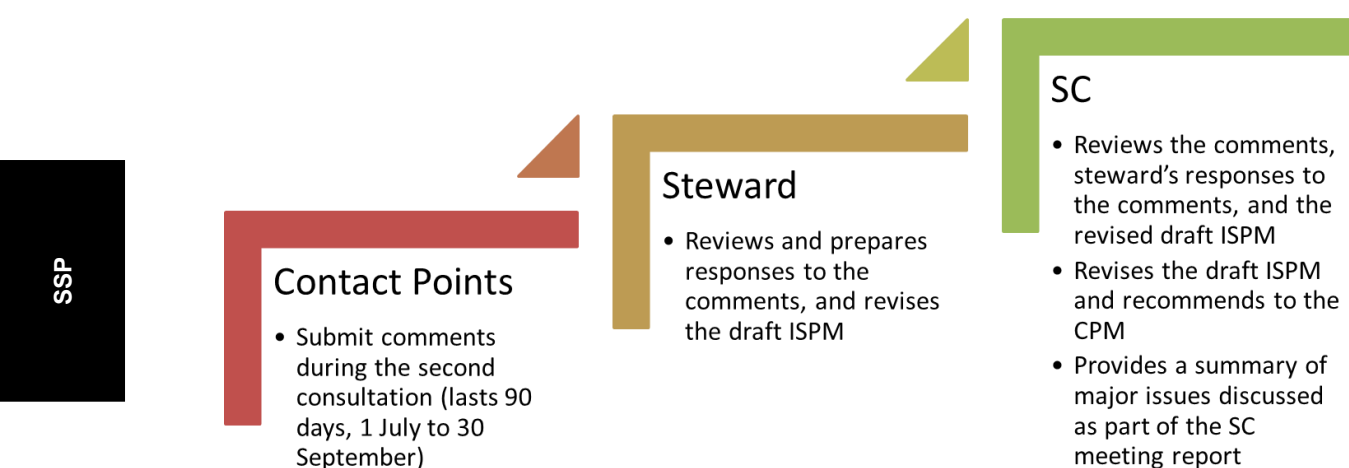 SSP
Contact Points
• Submit comments
during the second
consultation (lasts 90
days, 1 July to 30
September)
Steward
• Reviews and prepares
responses to the
comments, and revises
the draft ISPM
SC
• Reviews the comments,
steward’s responses to
the comments, and the
revised draft ISPM
• Revises the draft ISPM
and recommends to the
CPM
• Provides a summary of
major issues discussed
as part of the SC
meeting report